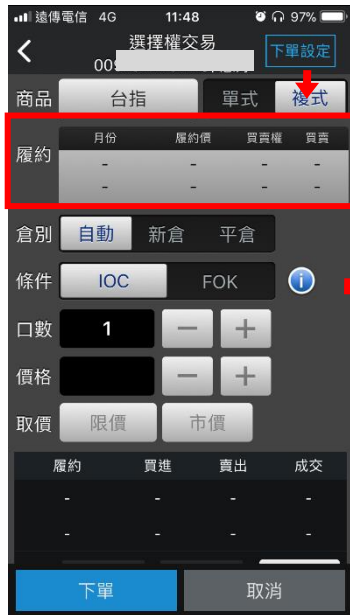 遠傳電信 4G 11:48 97%
選擇權交易
009
下單設定
商品 台指 單式 複式
月份 履約價 買賣權 買賣
履約
- - - -
- - - -
倉別 自動 新倉 平倉
條件 IOC FOK i
口數 1 − +
價格 − +
取價 限價 市價
履約 買進 賣出 成交
- - - -
- - - -
下單 取消